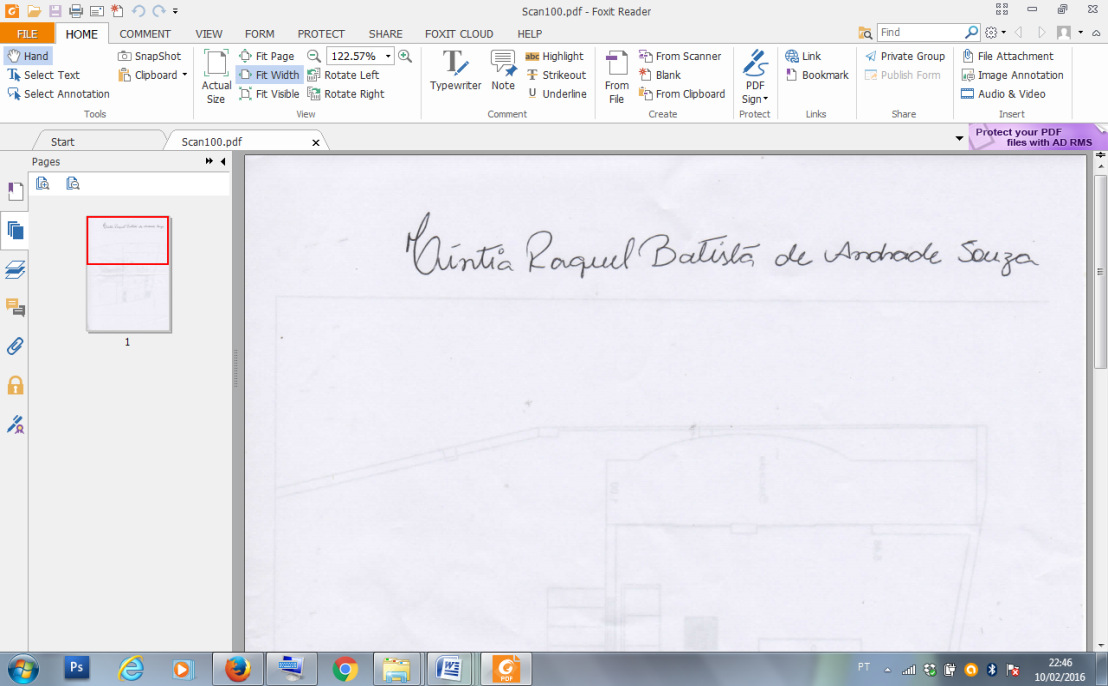 Scan100.pdf - Foxit Reader
FILE HOME COMMENT VIEW FORM PROTECT SHARE FOXIT CLOUD HELP Find
Hand SnapShot Fit Page 122.57% abc Highlight From Scanner Link Private Group File Attachment
Select Text Clipboard Fit Width Rotate Left Strikeout Blank Bookmark Publish Form Image Annotation
Select Annotation Actual Size Fit Visible Rotate Right Typewriter Note U Underline From File From Clipboard PDF Sign Audio & Video
Tools View Comment Create Protect Links Share Insert
Start Scan100.pdf Protect your PDF
files with AD RMS
Pages
Raquel Batista de Andrade Souza
1
Ps PDF PT 22:46
10/02/2016